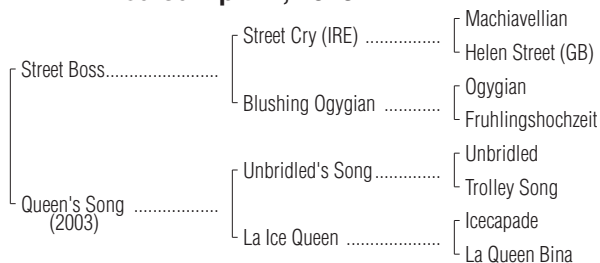 Machiavellian
Street Cry (IRE) ...............
Helen Street (GB)
Street Boss.......................
Ogygian
Blushing Ogygian ............
Fruhlingshochzeit
Unbridled
Unbridled's Song..............
Trolley Song
Queen's Song .................
(2003)
Icecapade
La Ice Queen ..................
La Queen Bina